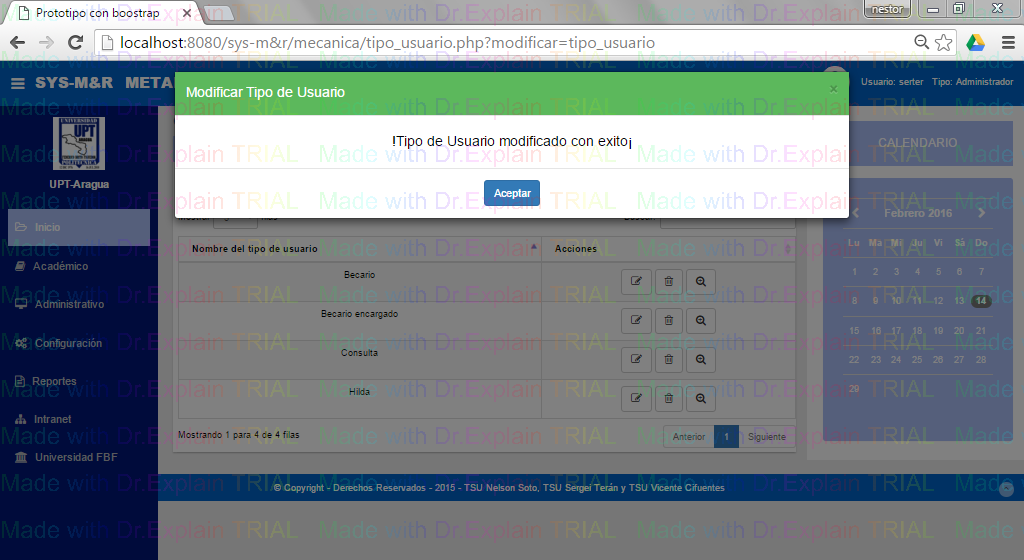 Prototipo con boostrap
nestor
localhost:8080/sys-m&r/mecanica/tipo_usuario.php?modificar=tipo_usuario
SYS-M&R META
Usuario: serter Tipo: Administrador
Modificar Tipo de Usuario ×
!Tipo de Usuario modificado con exito¡
Aceptar
UNIVERSIDAD
UPT
ARAGUA
UPT-Aragua
Inicio
Académico
Administrativo
Configuración
Reportes
Intranet
Universidad FBF
Nombre del tipo de usuario Acciones
Becario
Becario encargado
Consulta
Hilda
Mostrando 1 para 4 de 4 filas
Anterior 1 Siguiente
CALENDARIO
Febrero 2016
Lu Ma Mi Ju Vi Sá Do
1 2 3 4 5 6 7
8 9 10 11 12 13 14
15 16 17 18 19 20 21
22 23 24 25 26 27 28
29
© Copyright - Derechos Reservados - 2015 - TSU Nelson Soto, TSU Sergei Terán y TSU Vicente Cifuentes
Made with Dr.Explain TRIAL